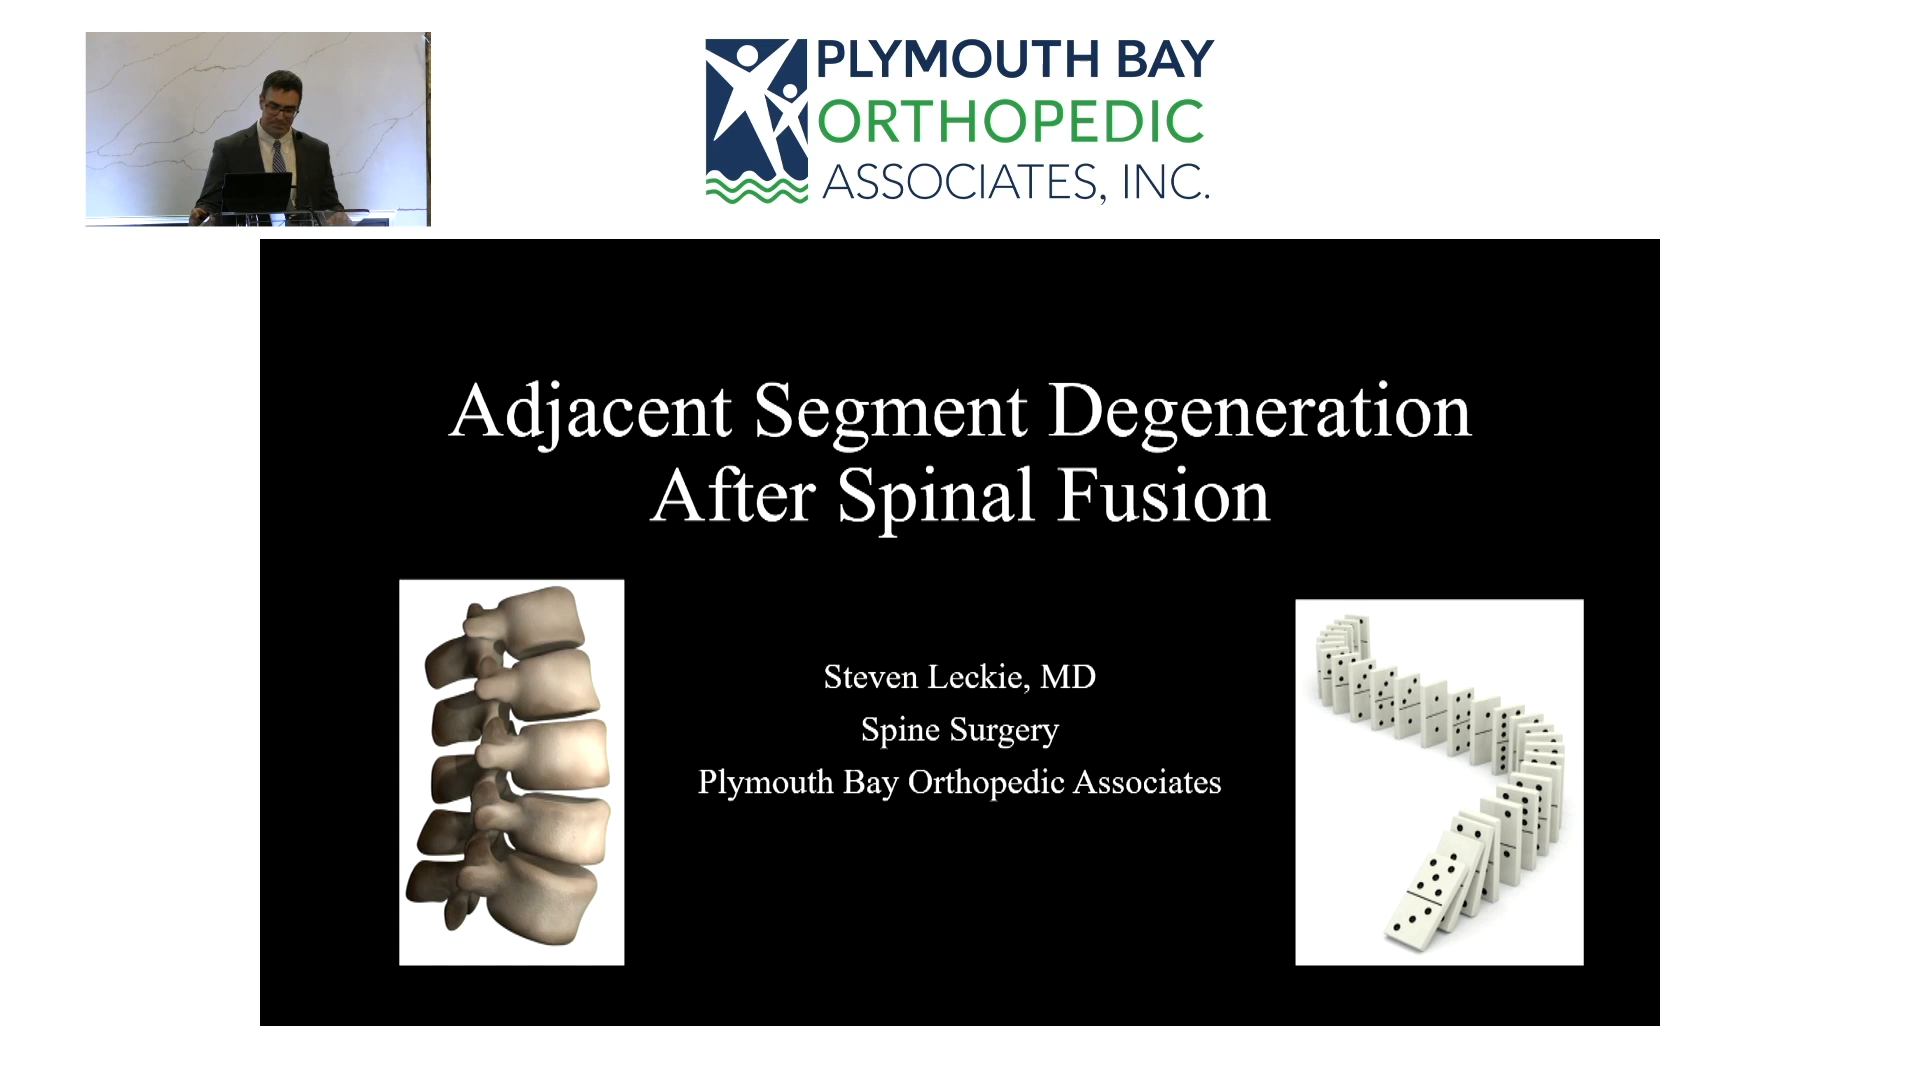 PLYMOUTH BAY
ORTHOPEDIC
ASSOCIATES, INC.
Adjacent Segment Degeneration
After Spinal Fusion
Steven Leckie, MD
Spine Surgery
Plymouth Bay Orthopedic Associates